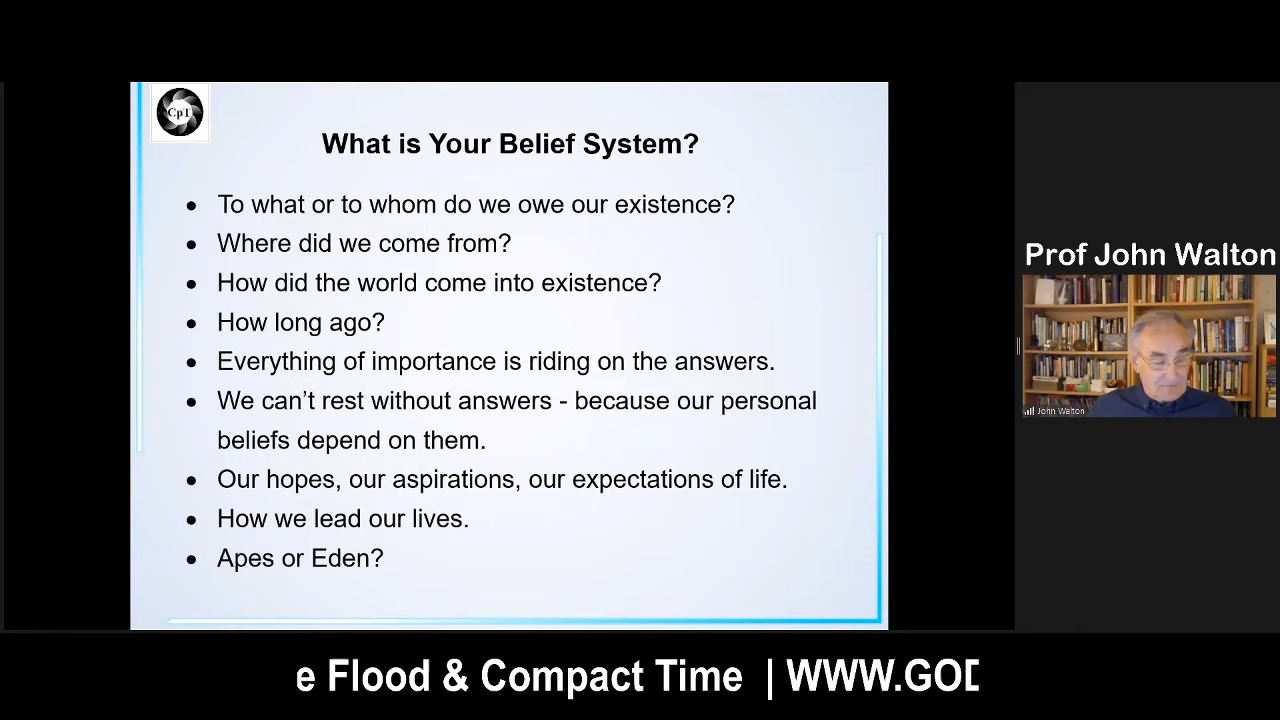 CpT
What is Your Belief System?
• To what or to whom do we owe our existence?
• Where did we come from?
• How did the world come into existence?
• How long ago?
• Everything of importance is riding on the answers.
• We can’t rest without answers - because our personal
beliefs depend on them.
• Our hopes, our aspirations, our expectations of life.
• How we lead our lives.
• Apes or Eden?
Prof John Walton
John Walton
e Flood & Compact Time | WWW.GOD